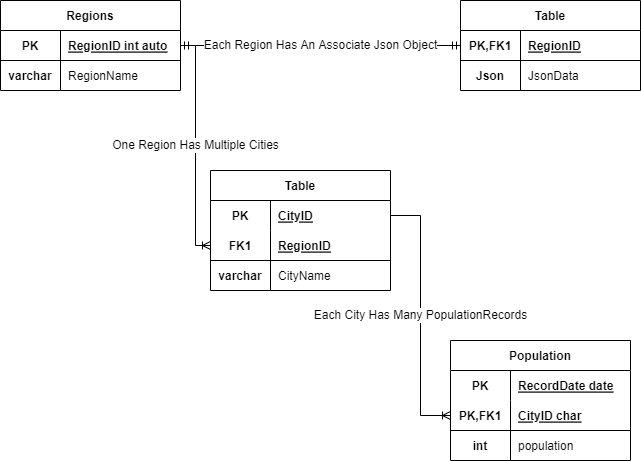 Regions
PK RegionID int auto
varchar RegionName
Each Region Has An Associate Json Object
Table
PK,FK1 RegionID
Json JsonData
One Region Has Multiple Cities
Table
PK CityID
FK1 RegionID
varchar CityName
Each City Has Many PopulationRecords
Population
PK RecordDate date
PK,FK1 CityID char
int population